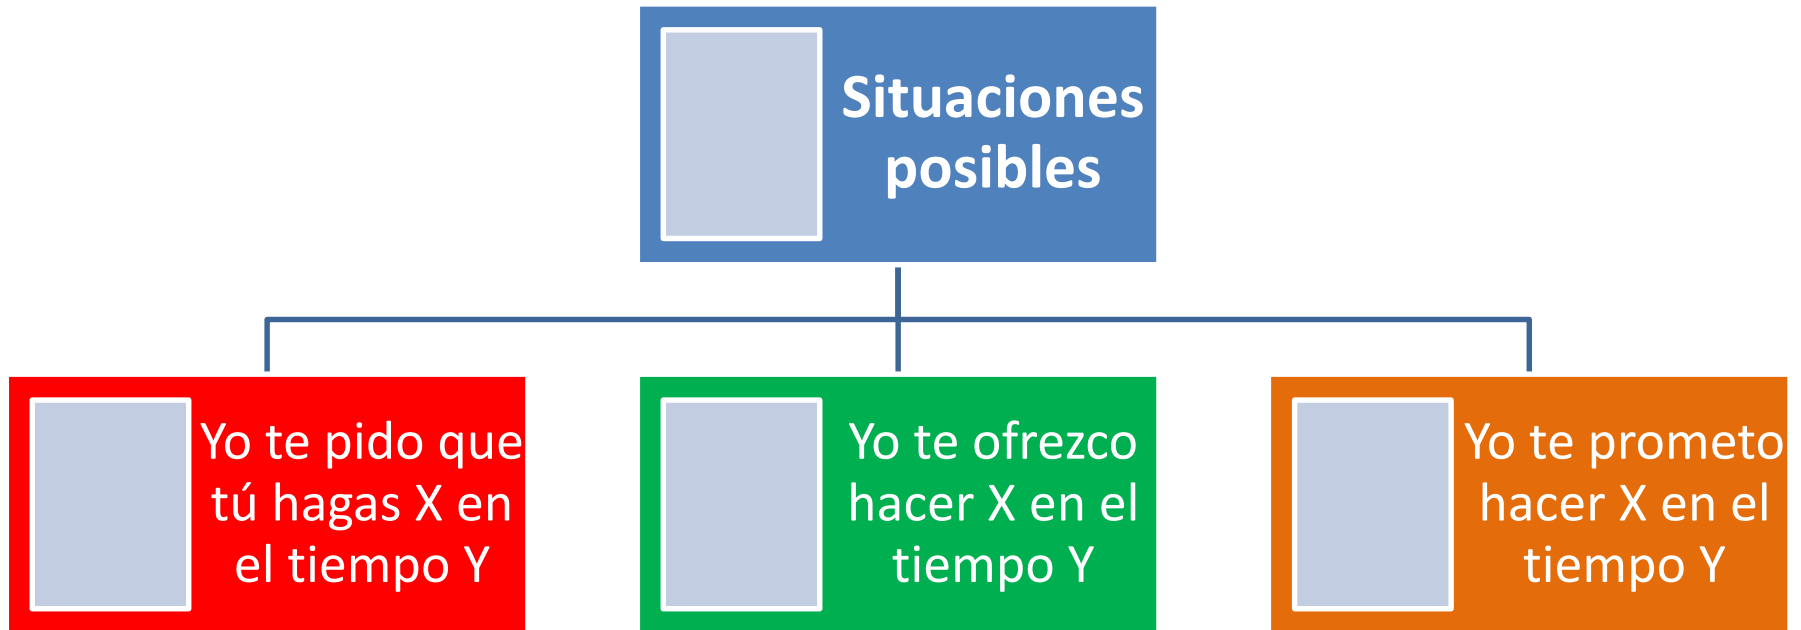 Situaciones
posibles
Yo te pido que
tú hagas X en
el tiempo Y
Yo te ofrezco
hacer X en el
tiempo Y
Yo te prometo
hacer X en el
tiempo Y